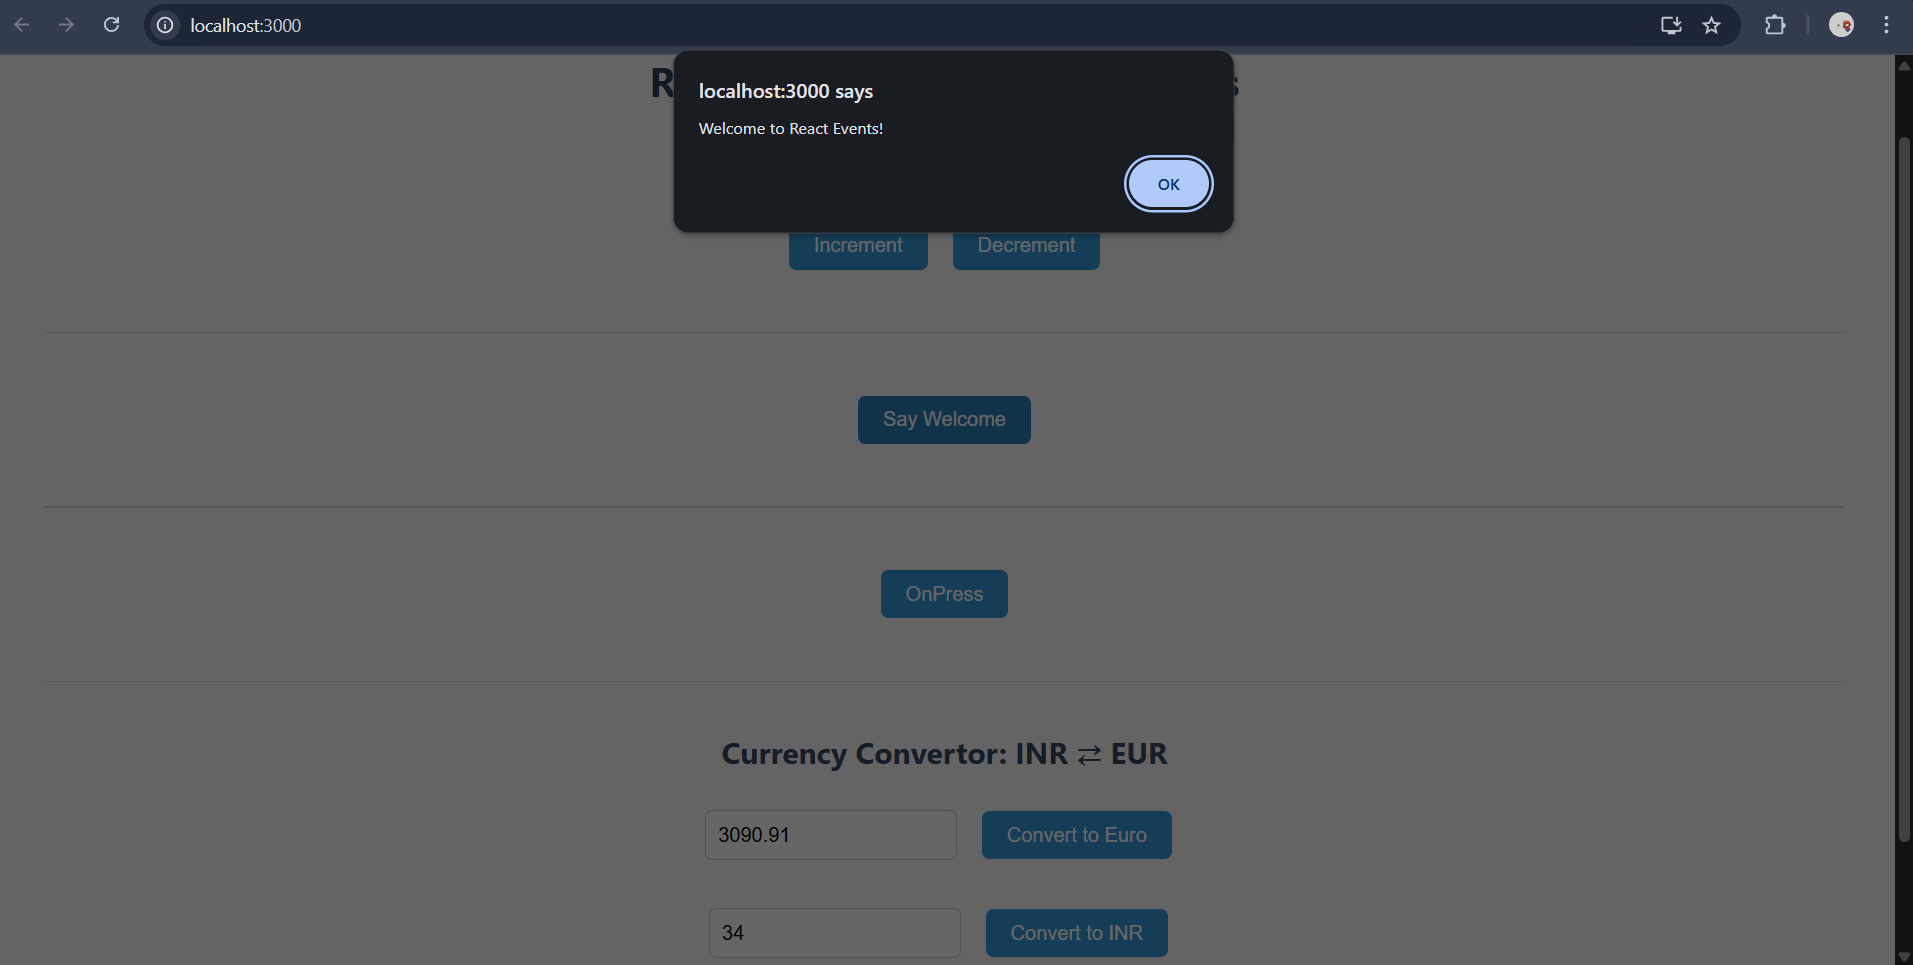 localhost:3000
localhost:3000 says
Welcome to React Events!
OK
Increment Decrement
Say Welcome
OnPress
Currency Convertor: INR ⇄ EUR
3090.91 Convert to Euro
34 Convert to INR